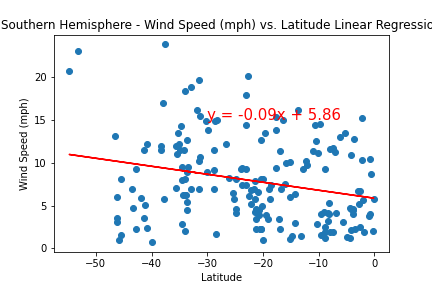 Southern Hemisphere - Wind Speed (mph) vs. Latitude Linear Regressio
y = -0.09x + 5.86
Wind Speed (mph)
20
15
10
5
0
−50
−40
−30
−20
−10
0
Latitude